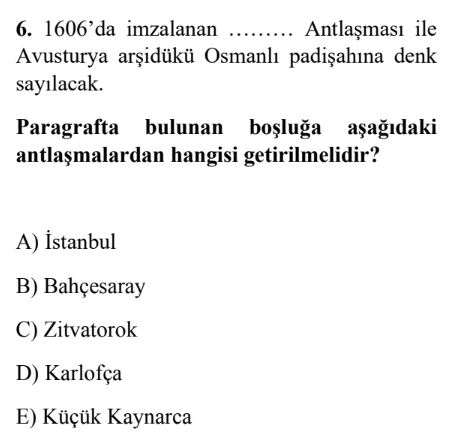 6. 1606’da imzalanan ……… Antlaşması ile
Avusturya arşidükü Osmanlı padişahına denk
sayılacak.
Paragrafta bulunan boşluğa aşağıdaki
antlaşmalardan hangisi getirilmelidir?
A) İstanbul
B) Bahçesaray
C) Zitvatorok
D) Karlofça
E) Küçük Kaynarca